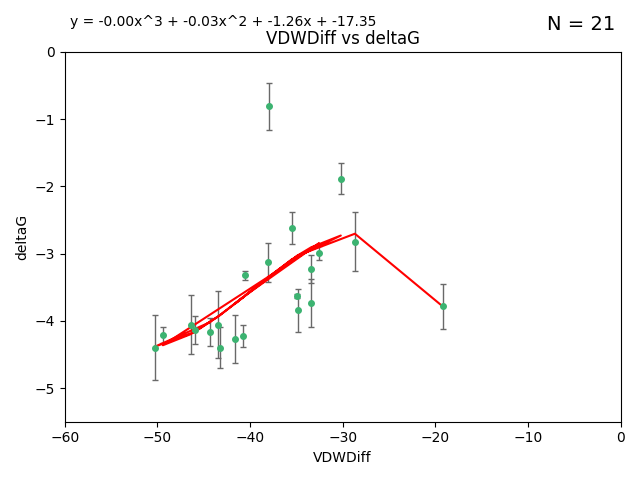 y = -0.00x^3 + -0.03x^2 + -1.26x + -17.35
N = 21
VDWDiff vs deltaG
0
−1
−2
−3
−4
−5
deltaG
−60 −50 −40 −30 −20 −10 0
VDWDiff